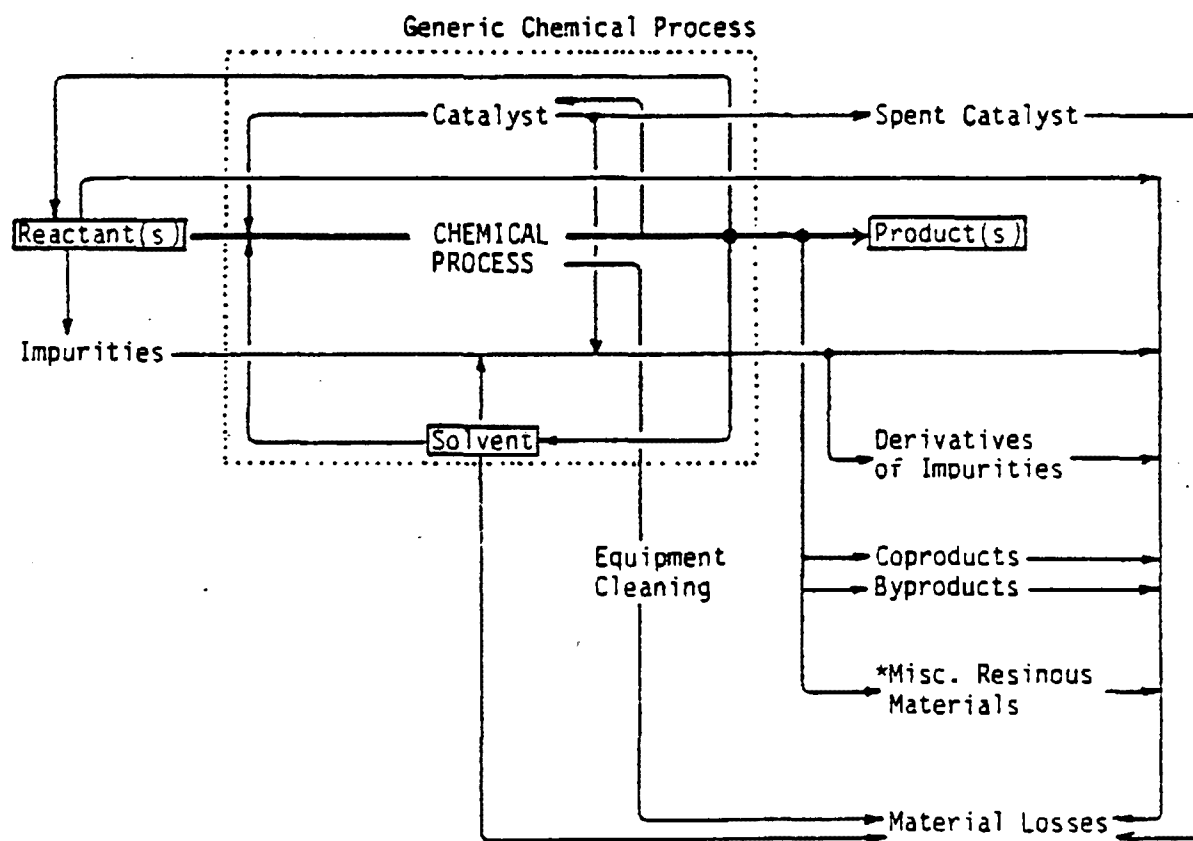 Generic Chemical Process
Catalyst
Spent Catalyst
Reactant(s)
CHEMICAL
PROCESS
Product(s)
Impurities
Solvent
Derivatives
of Impurities
Equipment
Cleaning
Coproducts
Byproducts
*Misc. Resinous
Materials
Material Losses